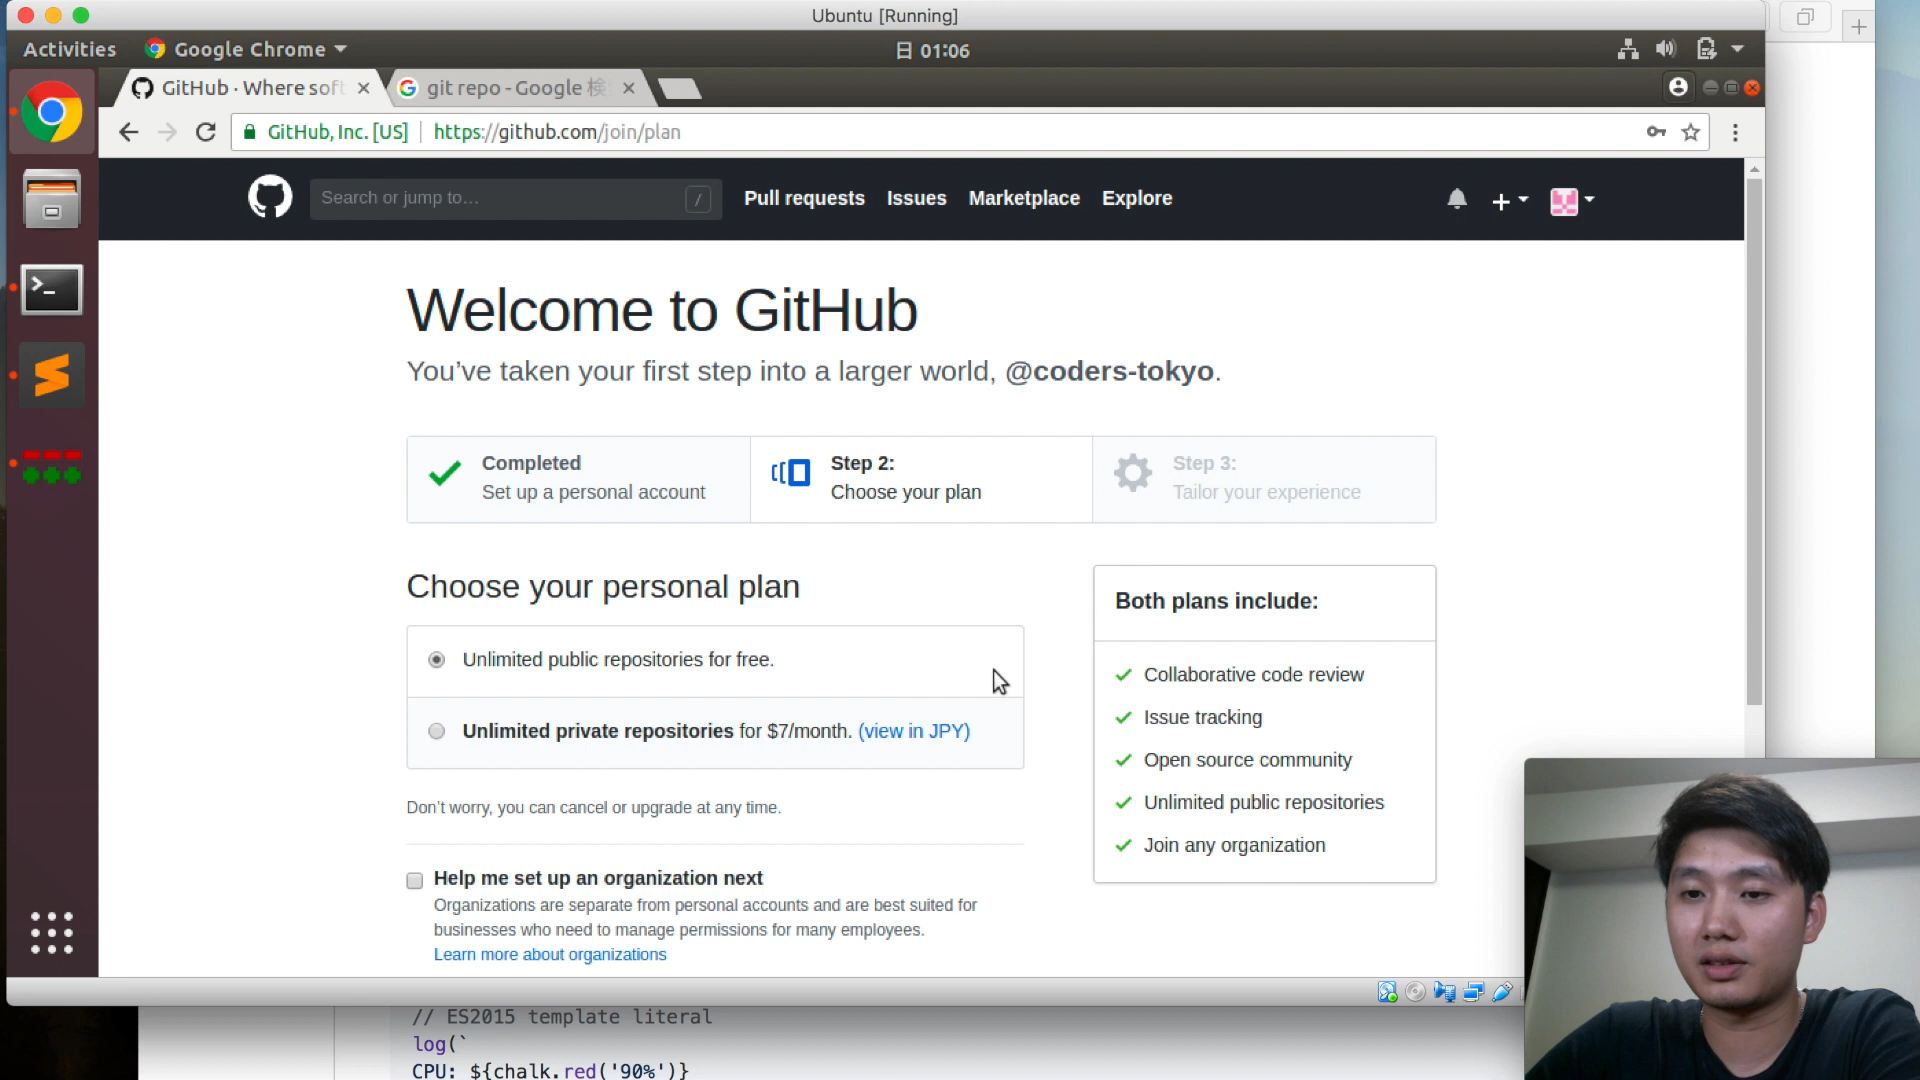 Ubuntu [Running]
Activities
Google Chrome
日 01:06
GitHub · Where soft
git repo - Google 検
GitHub, Inc. [US]
https://github.com/join/plan
Search or jump to…
/
Pull requests
Issues
Marketplace
Explore
Welcome to GitHub
You’ve taken your first step into a larger world, @coders-tokyo.
Completed
Set up a personal account
Step 2:
Choose your plan
Step 3:
Tailor your experience
Choose your personal plan
Unlimited public repositories for free.
Unlimited private repositories for $7/month. (view in JPY)
Don’t worry, you can cancel or upgrade at any time.
Help me set up an organization next
Organizations are separate from personal accounts and are best suited for
businesses who need to manage permissions for many employees.
Learn more about organizations
Both plans include:
Collaborative code review
Issue tracking
Open source community
Unlimited public repositories
Join any organization
// ES2015 template literal
log(`
CPU: ${chalk.red('90%')}